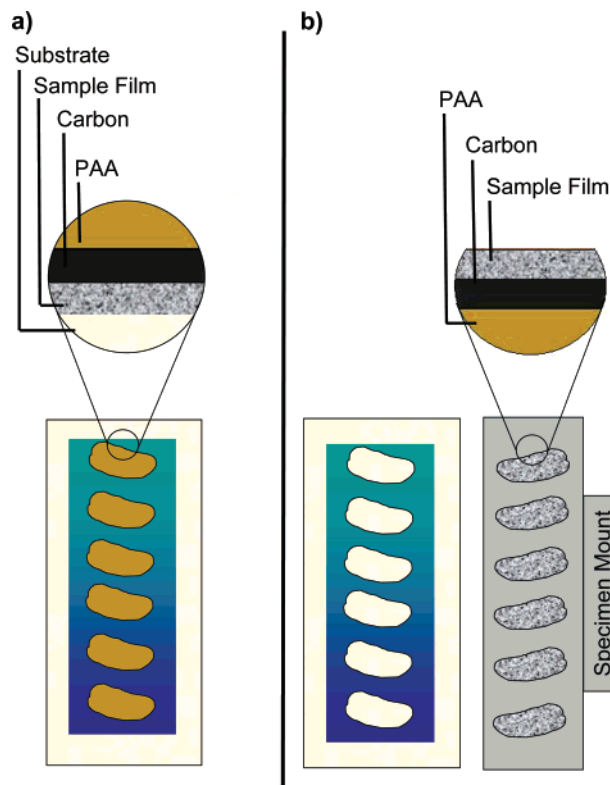 a)
Substrate
Sample Film
Carbon
PAA
b)
PAA
Carbon
Sample Film
Specimen Mount